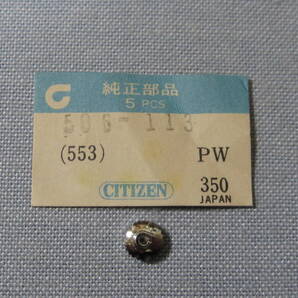 純正部品
5 PCS
506-113
(553) PW
CITIZEN 350
JAPAN